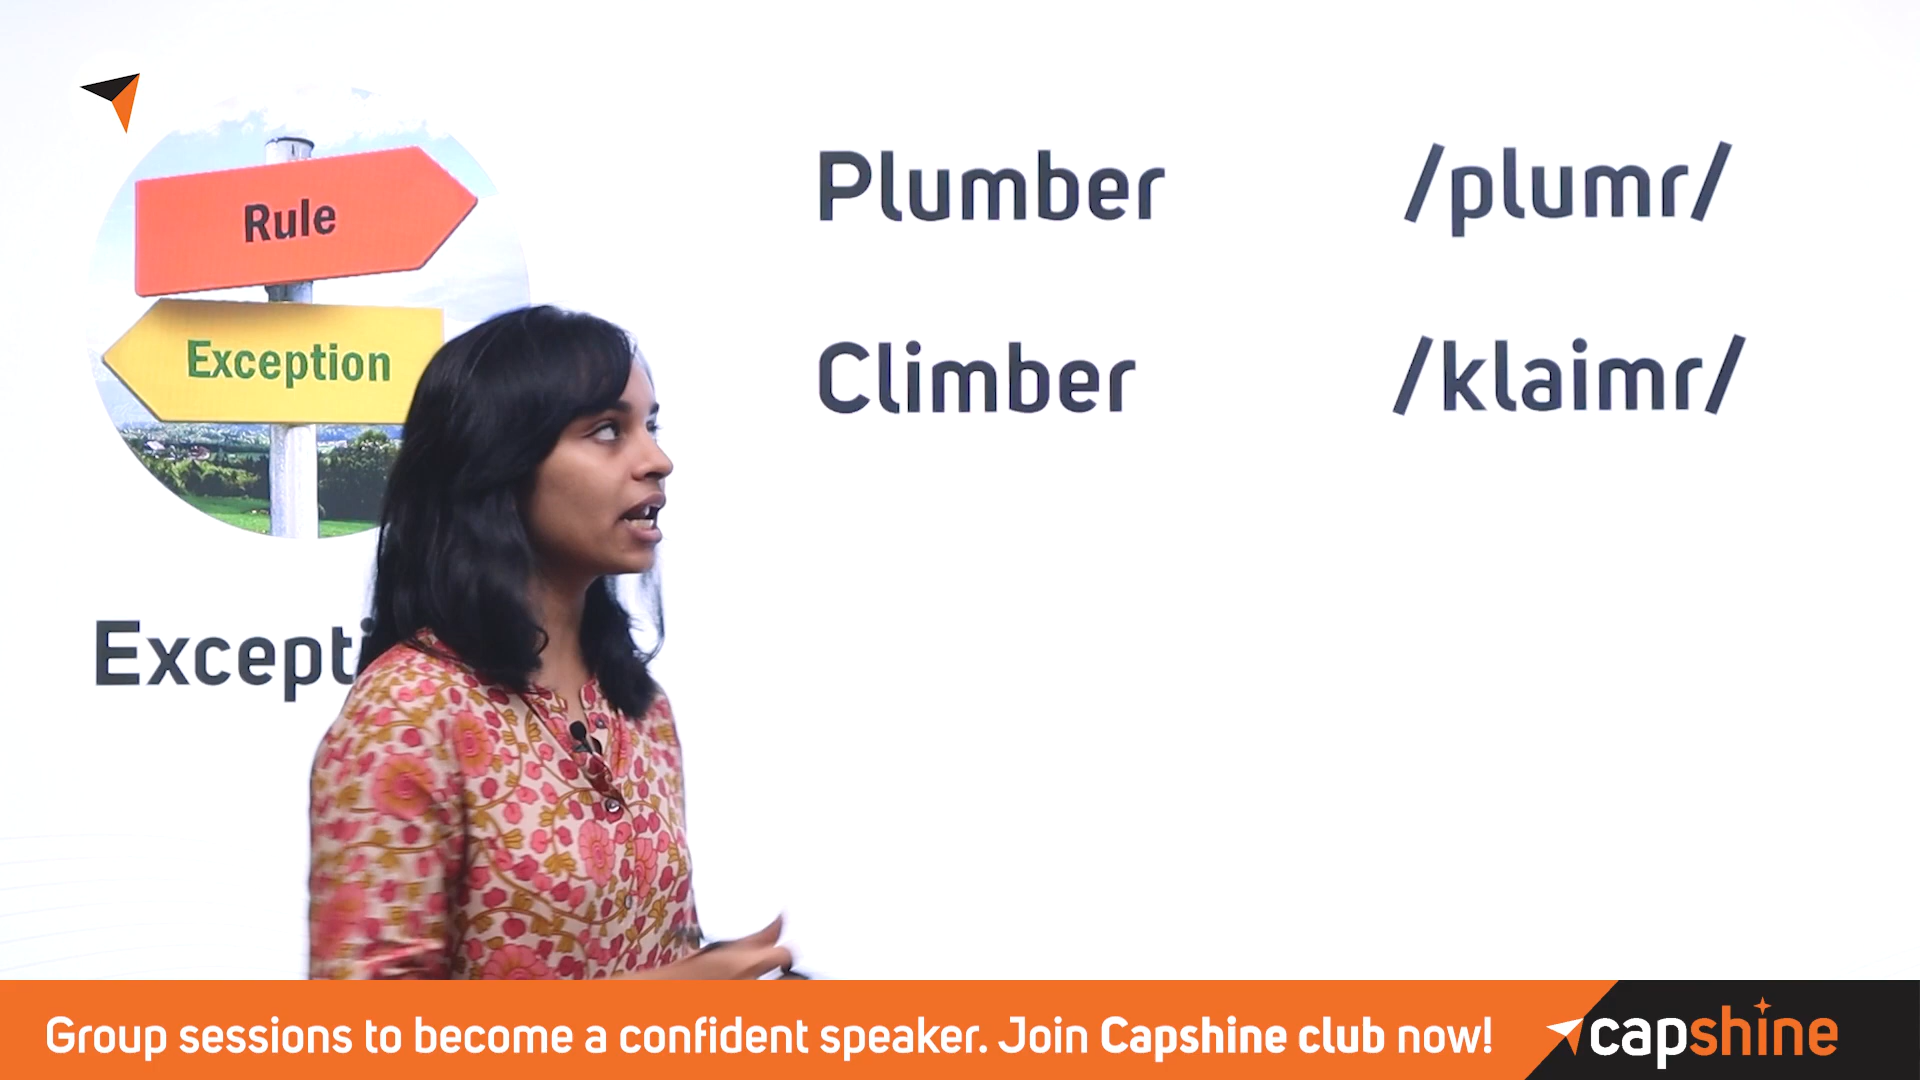 Rule
Exception
Plumber /plumr/
Climber /klaimr/
Group sessions to become a confident speaker. Join Capshine club now!
capshine